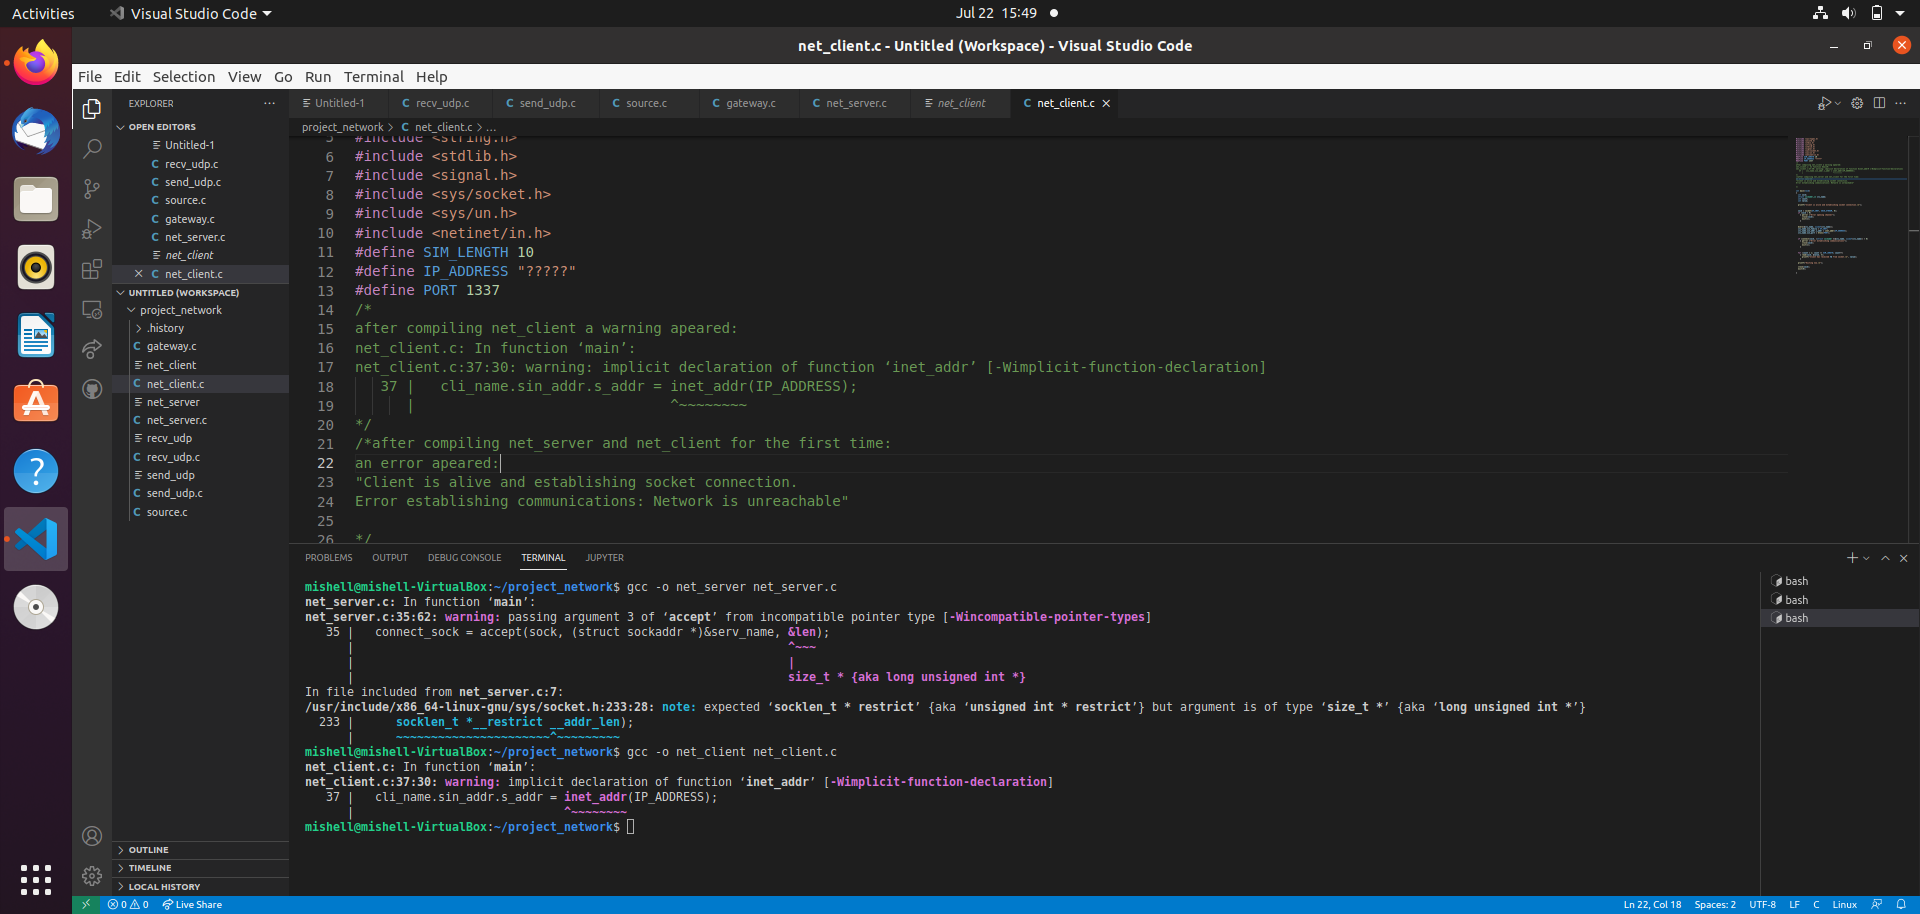 Activities
Visual Studio Code
Jul 22 15:49
net_client.c - Untitled (Workspace) - Visual Studio Code
File Edit Selection View Go Run Terminal Help
EXPLORER
OPEN EDITORS
Untitled-1
recv_udp.c
send_udp.c
source.c
gateway.c
net_server.c
net_client
net_client.c
UNTITLED (WORKSPACE)
project_network
.history
gateway.c
net_client
net_client.c
net_server
net_server.c
recv_udp
recv_udp.c
send_udp
send_udp.c
source.c
OUTLINE
TIMELINE
LOCAL HISTORY
Untitled-1 recv_udp.c send_udp.c source.c gateway.c net_server.c net_client net_client.c
project_network > net_client.c > ...
5 #include <string.h>
6 #include <stdlib.h>
7 #include <signal.h>
8 #include <sys/socket.h>
9 #include <sys/un.h>
10 #include <netinet/in.h>
11 #define SIM_LENGTH 10
12 #define IP_ADDRESS "?????"
13 #define PORT 1337
14 /*
15 after compiling net_client a warning apeared:
16 net_client.c: In function ‘main’:
17 net_client.c:37:30: warning: implicit declaration of function ‘inet_addr’ [-Wimplicit-function-declaration]
18 37 | cli_name.sin_addr.s_addr = inet_addr(IP_ADDRESS);
19 | ^~~~~~~~~
20 */
21 /*after compiling net_server and net_client for the first time:
22 an error apeared:
23 "Client is alive and establishing socket connection.
24 Error establishing communications: Network is unreachable"
25
26 */
PROBLEMS OUTPUT DEBUG CONSOLE TERMINAL JUPYTER
mishell@mishell-VirtualBox:~/project_network$ gcc -o net_server net_server.c
net_server.c: In function ‘main’:
net_server.c:35:62: warning: passing argument 3 of ‘accept’ from incompatible pointer type [-Wincompatible-pointer-types]
35 | connect_sock = accept(sock, (struct sockaddr *)&serv_name, &len);
| ^~~~
| |
| size_t * {aka long unsigned int *}
In file included from net_server.c:7:
/usr/include/x86_64-linux-gnu/sys/socket.h:233:28: note: expected ‘socklen_t * restrict’ {aka ‘unsigned int * restrict’} but argument is of type ‘size_t *’ {aka ‘long unsigned int *’}
233 | socklen_t *__restrict __addr_len);
| ~~~~~~~~~~~~~~~~~~~~~~^~~~~~~~~~
mishell@mishell-VirtualBox:~/project_network$ gcc -o net_client net_client.c
net_client.c: In function ‘main’:
net_client.c:37:30: warning: implicit declaration of function ‘inet_addr’ [-Wimplicit-function-declaration]
37 | cli_name.sin_addr.s_addr = inet_addr(IP_ADDRESS);
| ^~~~~~~~~
mishell@mishell-VirtualBox:~/project_network$
bash
bash
bash
0 0 Live Share
Ln 22, Col 18 Spaces: 2 UTF-8 LF C Linux